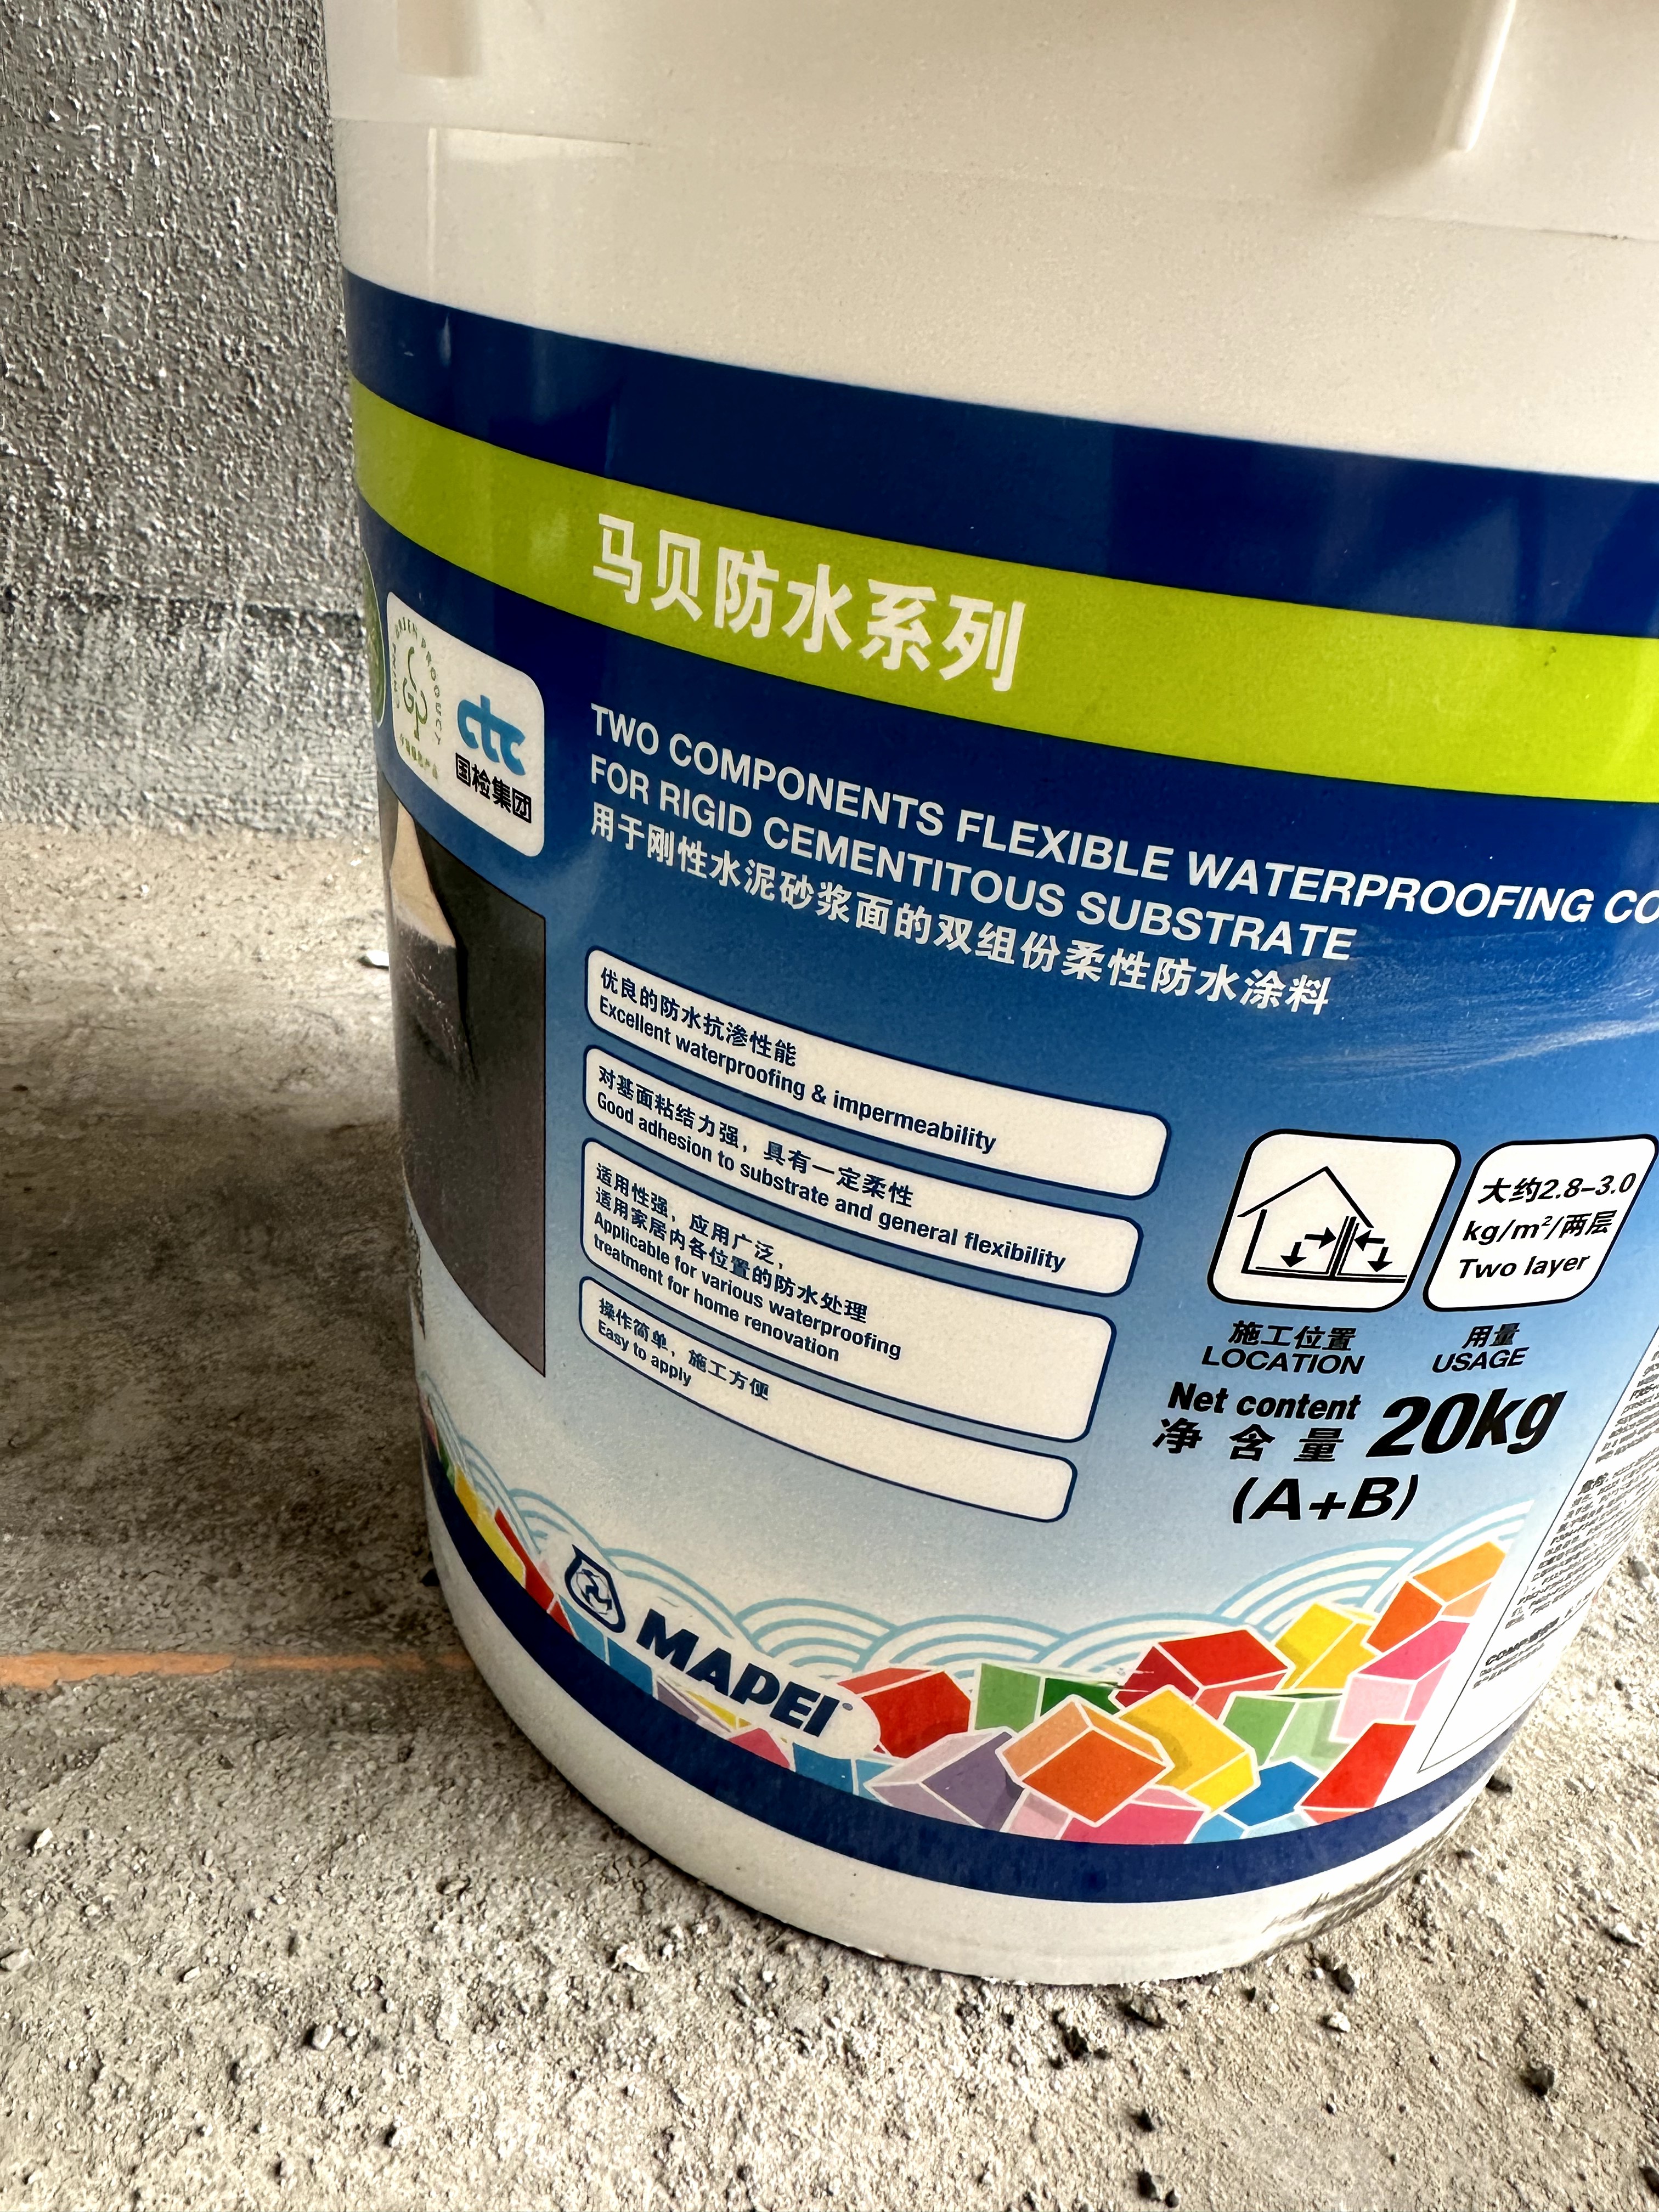 马贝防水系列
GREEN PRODUCT
ctc
国检集团
TWO COMPONENTS FLEXIBLE WATERPROOFING CO
FOR RIGID CEMENTITOUS SUBSTRATE
用于刚性水泥砂浆面的双组份柔性防水涂料
优良的防水抗渗性能
Excellent waterproofing & impermeability
对基面粘结力强，具有一定柔性
Good adhesion to substrate and general flexibility
适用性强，应用广泛，
适用家居内各位置的防水处理
Applicable for various waterproofing
treatment for home renovation
操作简单，施工方便
Easy to apply
大约2.8-3.0
kg/m²/两层
Two layer
施工位置
LOCATION
用量
USAGE
Net content
净含量 20kg
(A+B)
MAPEI